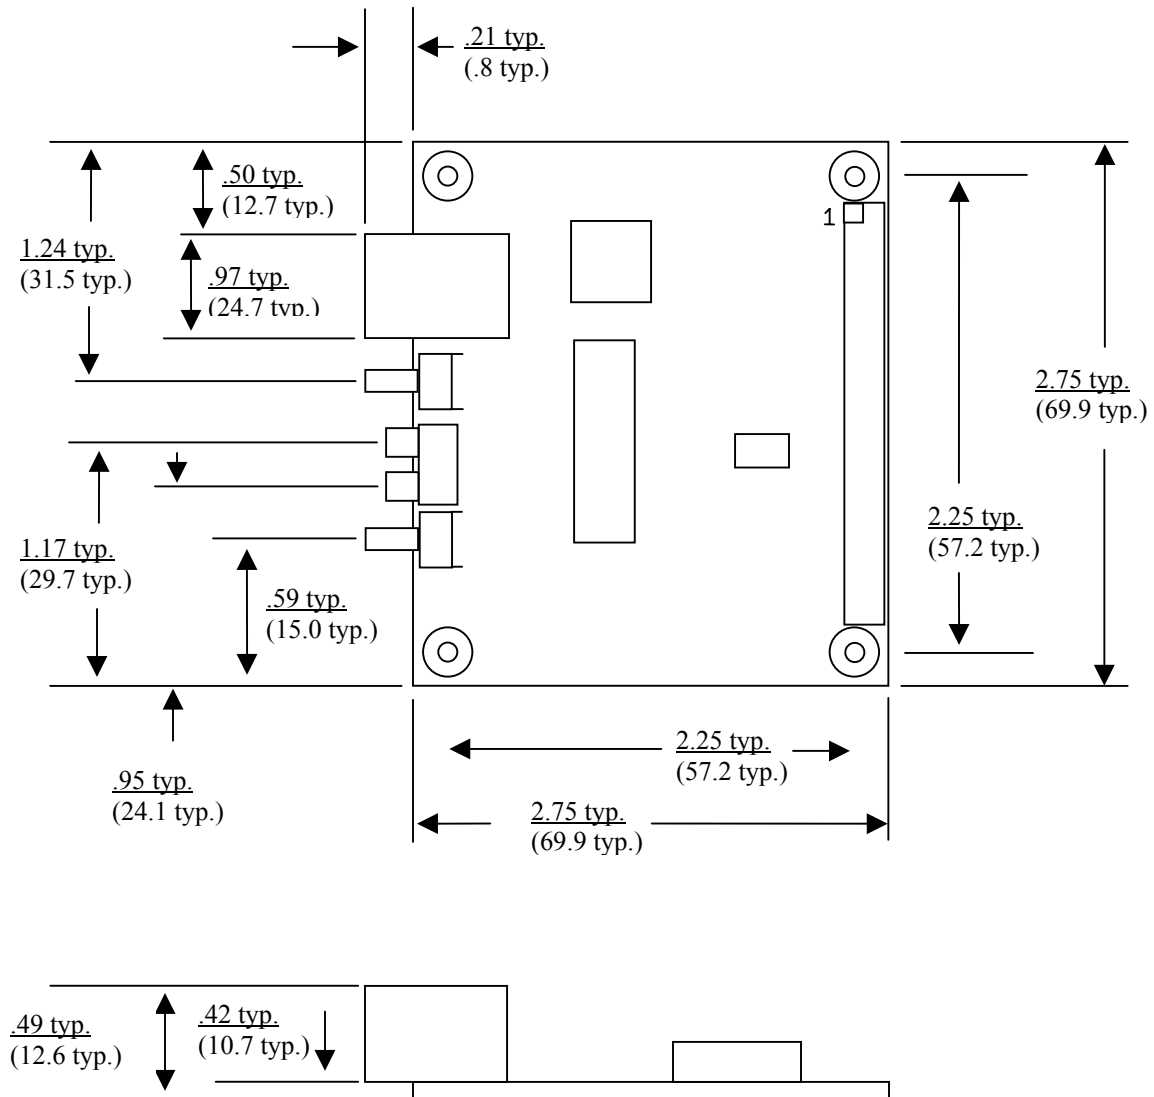 .21 typ.
(.8 typ.)
.50 typ.
(12.7 typ.)
1
1.24 typ.
(31.5 typ.)
.97 typ.
(24.7 typ.)
2.75 typ.
(69.9 typ.)
2.25 typ.
(57.2 typ.)
1.17 typ.
(29.7 typ.)
.59 typ.
(15.0 typ.)
2.25 typ.
(57.2 typ.)
.95 typ.
(24.1 typ.)
2.75 typ.
(69.9 typ.)
.49 typ.
(12.6 typ.)
.42 typ.
(10.7 typ.)